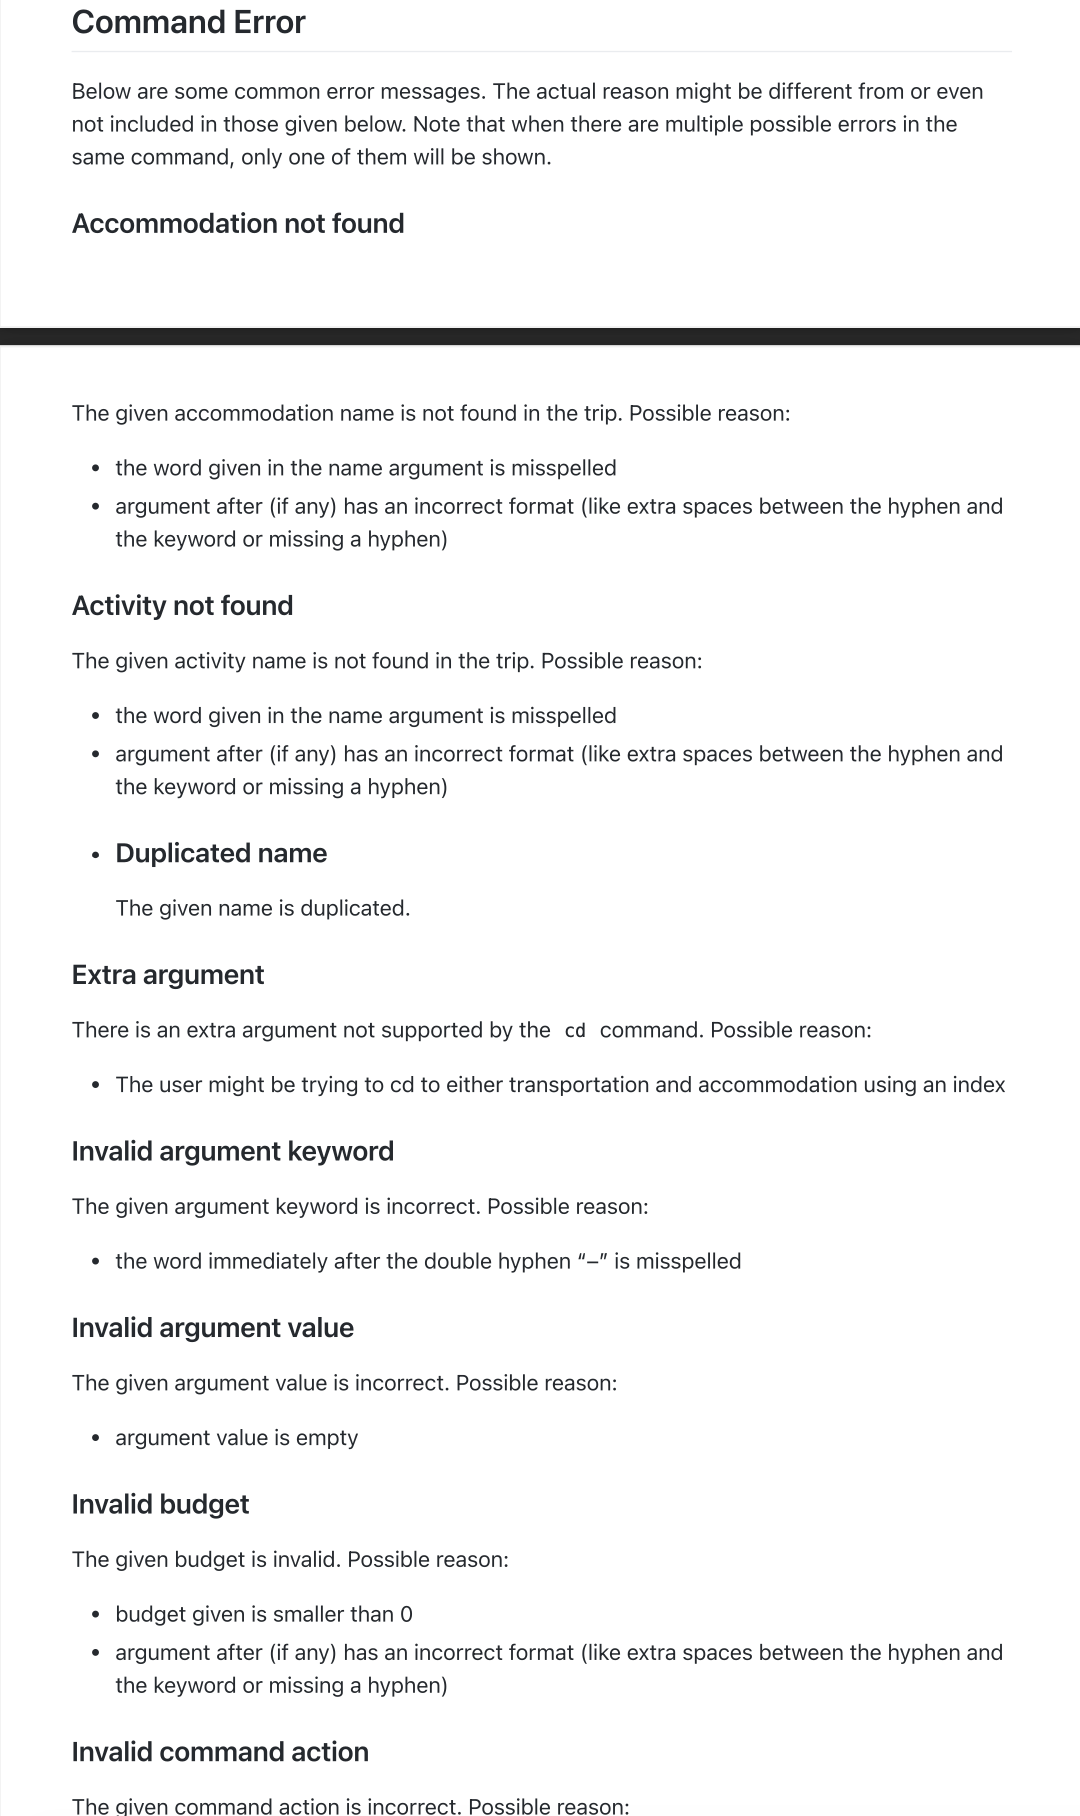 Command Error
Below are some common error messages. The actual reason might be different from or even
not included in those given below. Note that when there are multiple possible errors in the
same command, only one of them will be shown.
Accommodation not found
The given accommodation name is not found in the trip. Possible reason:
• the word given in the name argument is misspelled
• argument after (if any) has an incorrect format (like extra spaces between the hyphen and
the keyword or missing a hyphen)
Activity not found
The given activity name is not found in the trip. Possible reason:
• the word given in the name argument is misspelled
• argument after (if any) has an incorrect format (like extra spaces between the hyphen and
the keyword or missing a hyphen)
• Duplicated name
The given name is duplicated.
Extra argument
There is an extra argument not supported by the cd command. Possible reason:
• The user might be trying to cd to either transportation and accommodation using an index
Invalid argument keyword
The given argument keyword is incorrect. Possible reason:
• the word immediately after the double hyphen “–” is misspelled
Invalid argument value
The given argument value is incorrect. Possible reason:
• argument value is empty
Invalid budget
The given budget is invalid. Possible reason:
• budget given is smaller than 0
• argument after (if any) has an incorrect format (like extra spaces between the hyphen and
the keyword or missing a hyphen)
Invalid command action
The given command action is incorrect. Possible reason: